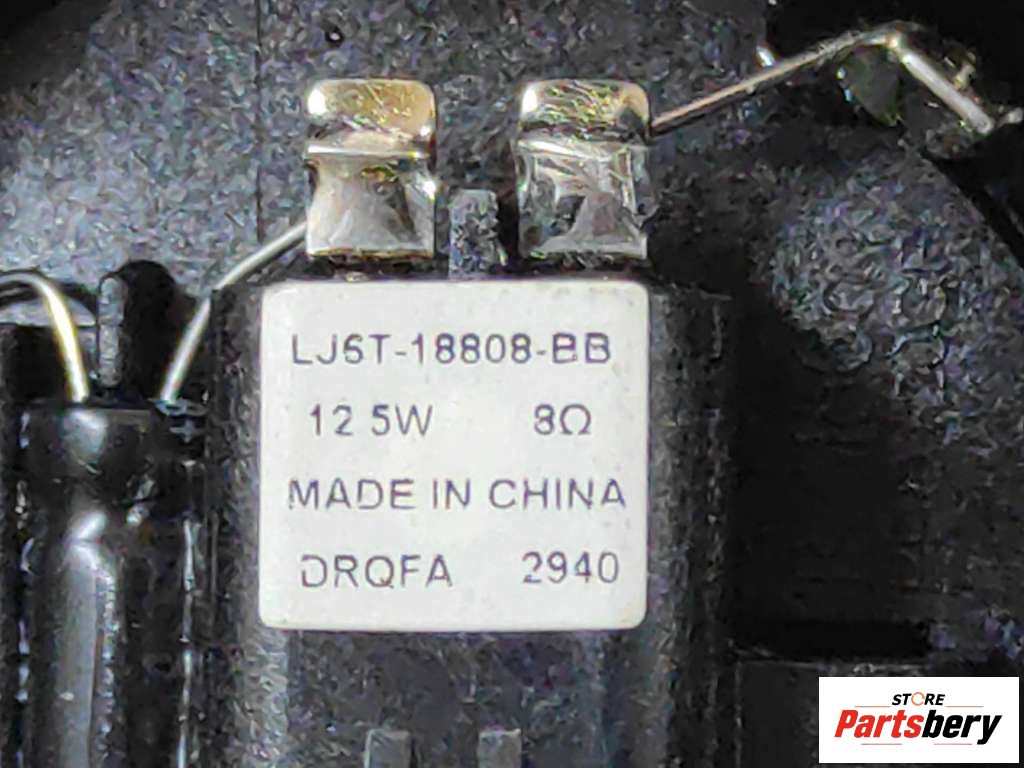 LJ6T-18808-BB
12 5W 8Ω
MADE IN CHINA
DRQFA 2940
STORE
Partsbery